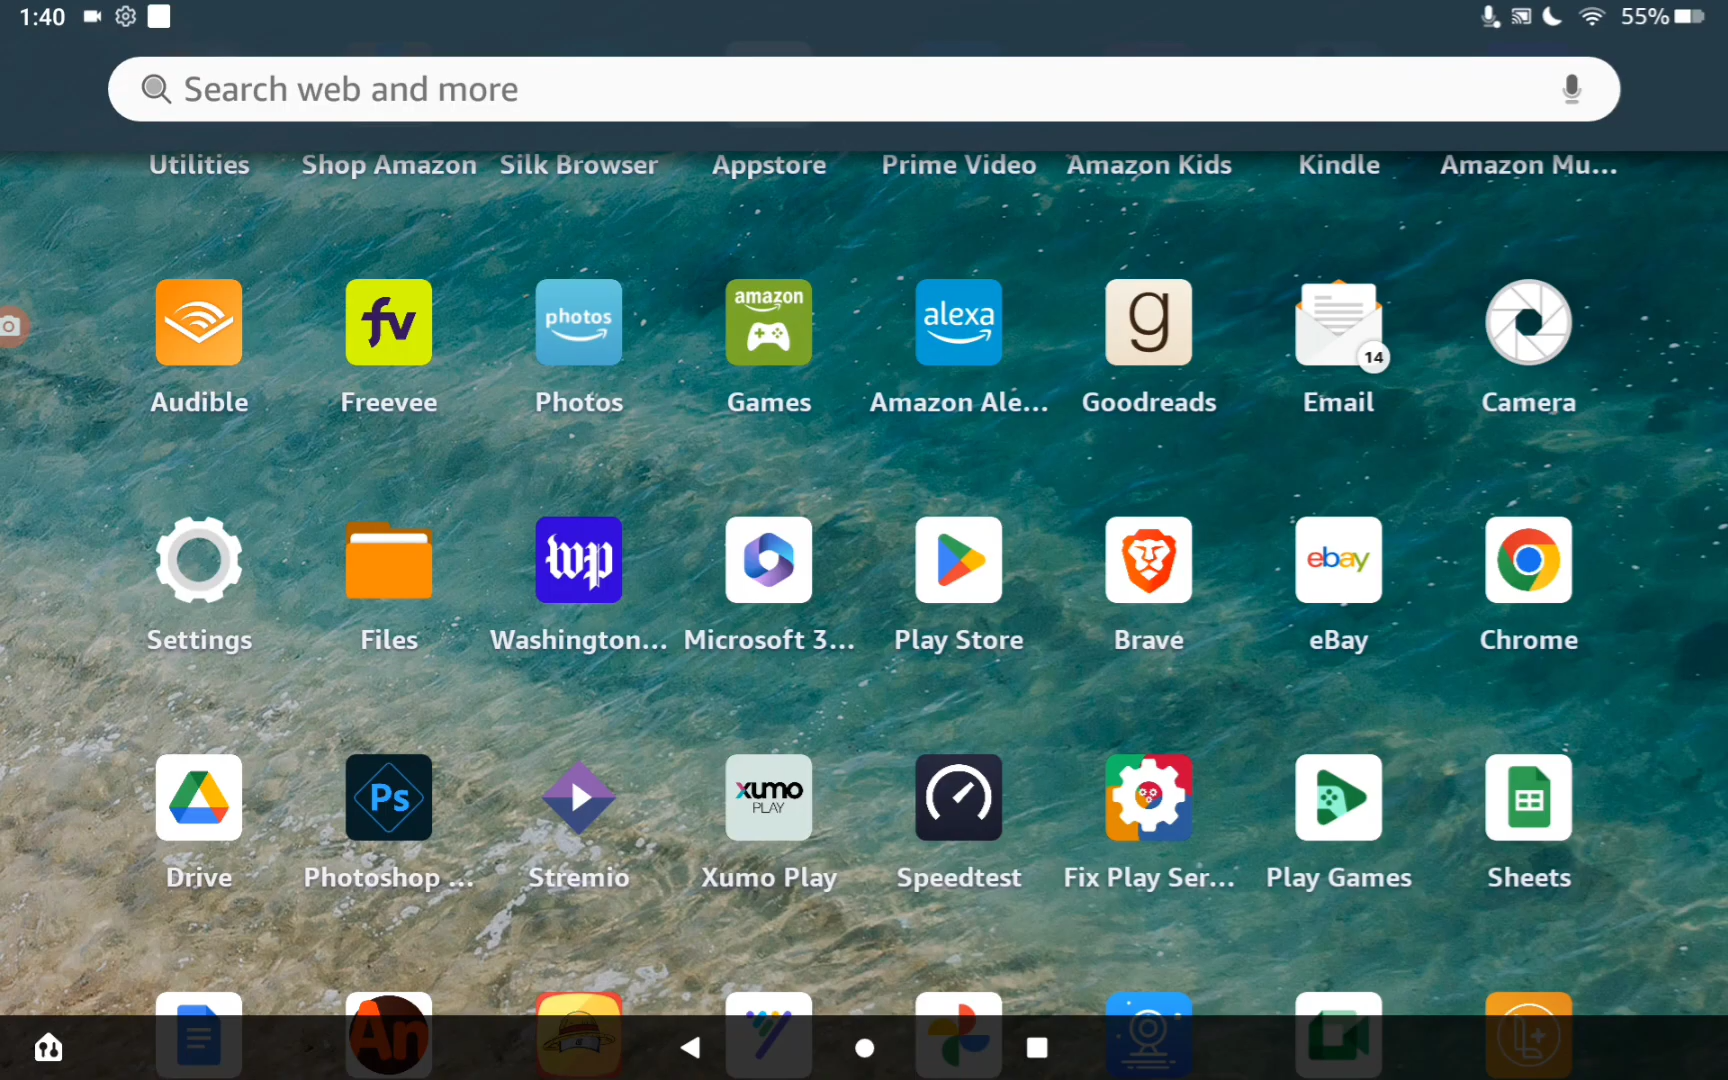 1:40
55%
Search web and more
Utilities Shop Amazon Silk Browser Appstore Prime Video Amazon Kids Kindle Amazon Mu...
fv photos amazon alexa g 14
Audible Freevee Photos Games Amazon Ale... Goodreads Email Camera
wp ebay
Settings Files Washington... Microsoft 3... Play Store Brave eBay Chrome
Ps xumo
PLAY
Drive Photoshop ... Stremio Xumo Play Speedtest Fix Play Ser... Play Games Sheets
An